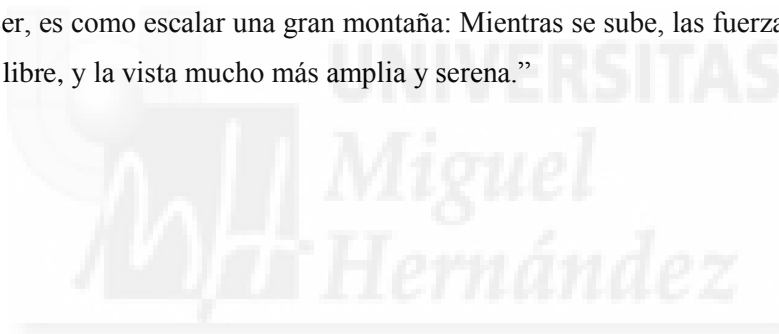 er, es como escalar una gran montaña: Mientras se sube, las fuerza
libre, y la vista mucho más amplia y serena.”
UNIVERSITAS
Miguel
Hernández